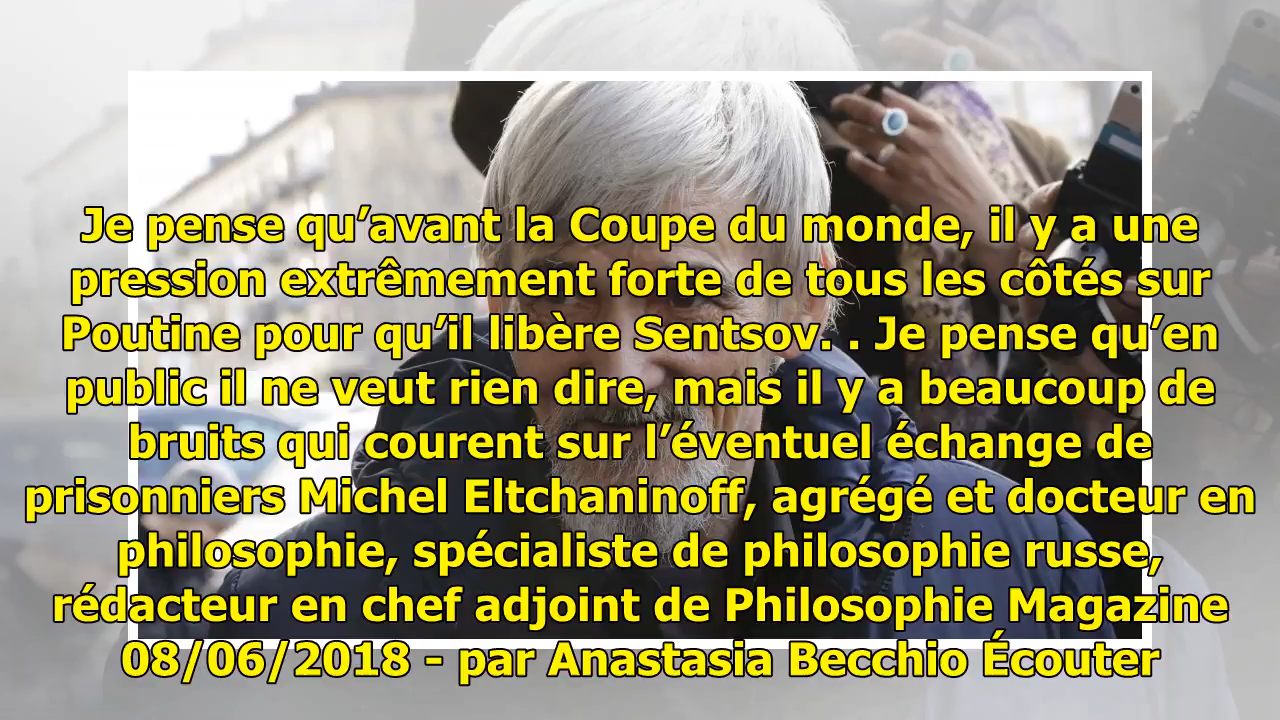 Je pense qu’avant la Coupe du monde, il y a une
pression extrêmement forte de tous les côtés sur
Poutine pour qu’il libère Sentsov. . Je pense qu’en
public il ne veut rien dire, mais il y a beaucoup de
bruits qui courent sur l’éventuel échange de
prisonniers Michel Eltchaninoff, agrégé et docteur en
philosophie, spécialiste de philosophie russe,
rédacteur en chef adjoint de Philosophie Magazine
08/06/2018 - par Anastasia Becchio Écouter